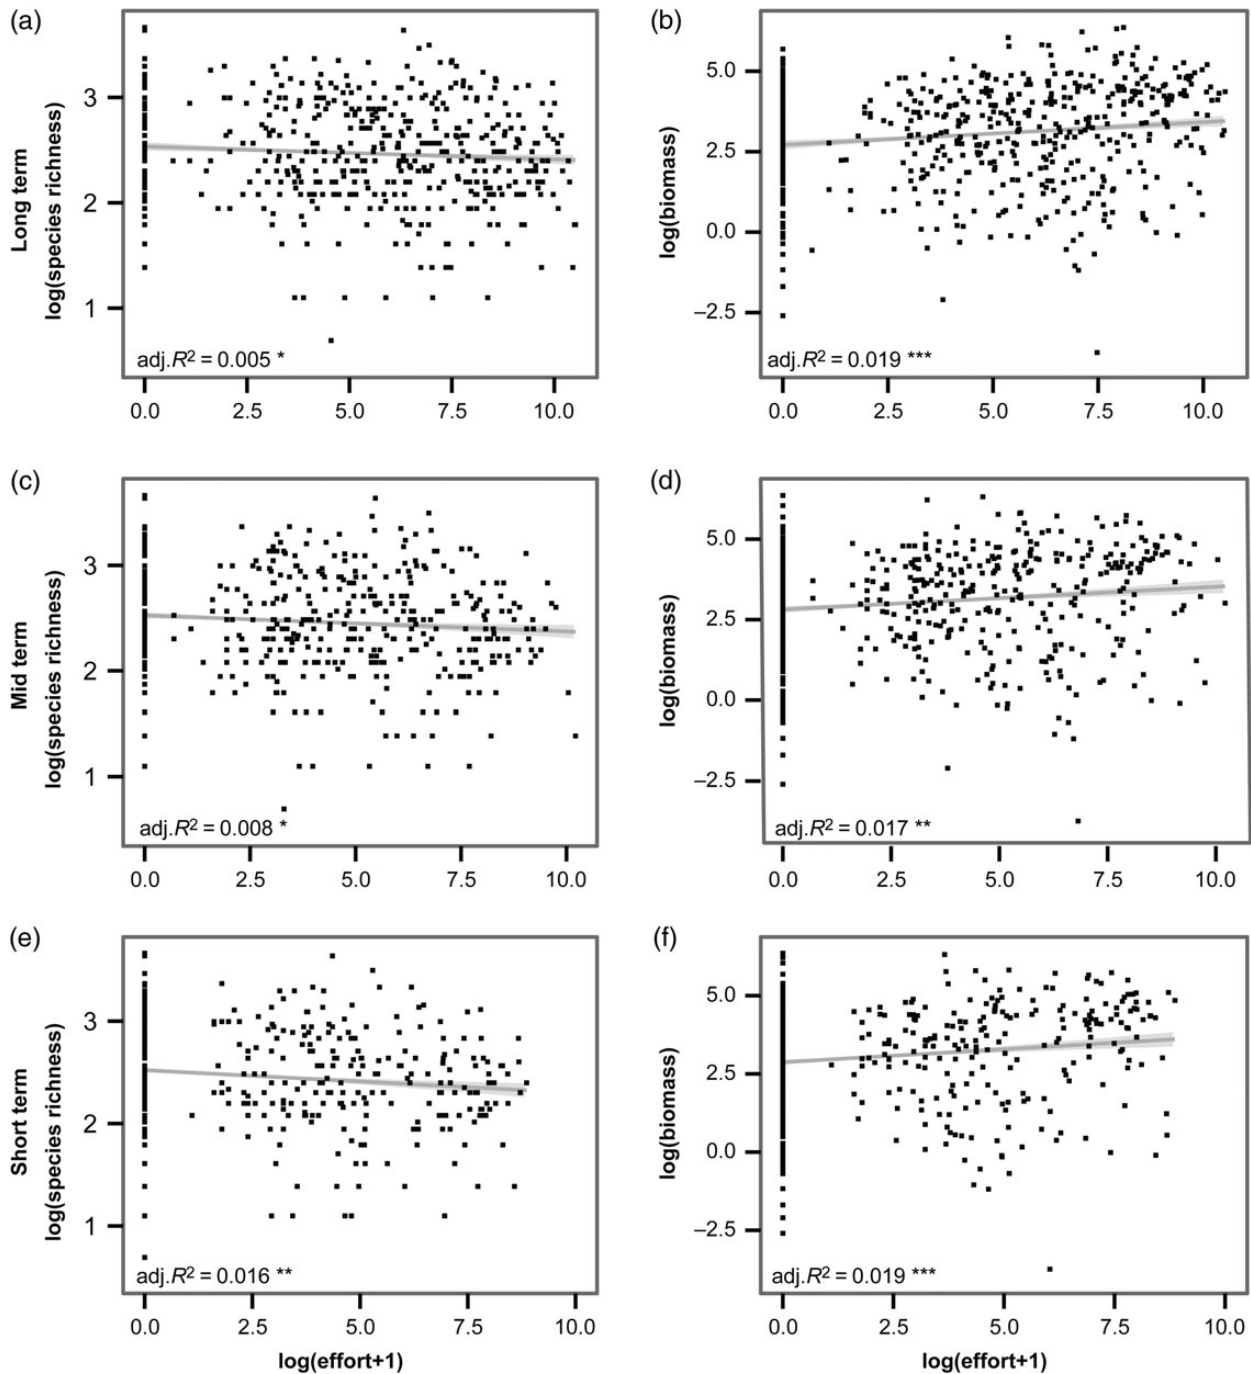 (a)
(b)
Long term
log(species richness)
3
2
1
adj.R² = 0.005 *
0.0 2.5 5.0 7.5 10.0
log(biomass)
5.0
2.5
0.0
−2.5
adj.R² = 0.019 ***
0.0 2.5 5.0 7.5 10.0
(c)
(d)
Mid term
log(species richness)
3
2
1
adj.R² = 0.008 *
0.0 2.5 5.0 7.5 10.0
log(biomass)
5.0
2.5
0.0
−2.5
adj.R² = 0.017 **
0.0 2.5 5.0 7.5 10.0
(e)
(f)
Short term
log(species richness)
3
2
1
adj.R² = 0.016 **
0.0 2.5 5.0 7.5 10.0
log(effort+1)
log(biomass)
5.0
2.5
0.0
−2.5
adj.R² = 0.019 ***
0.0 2.5 5.0 7.5 10.0
log(effort+1)